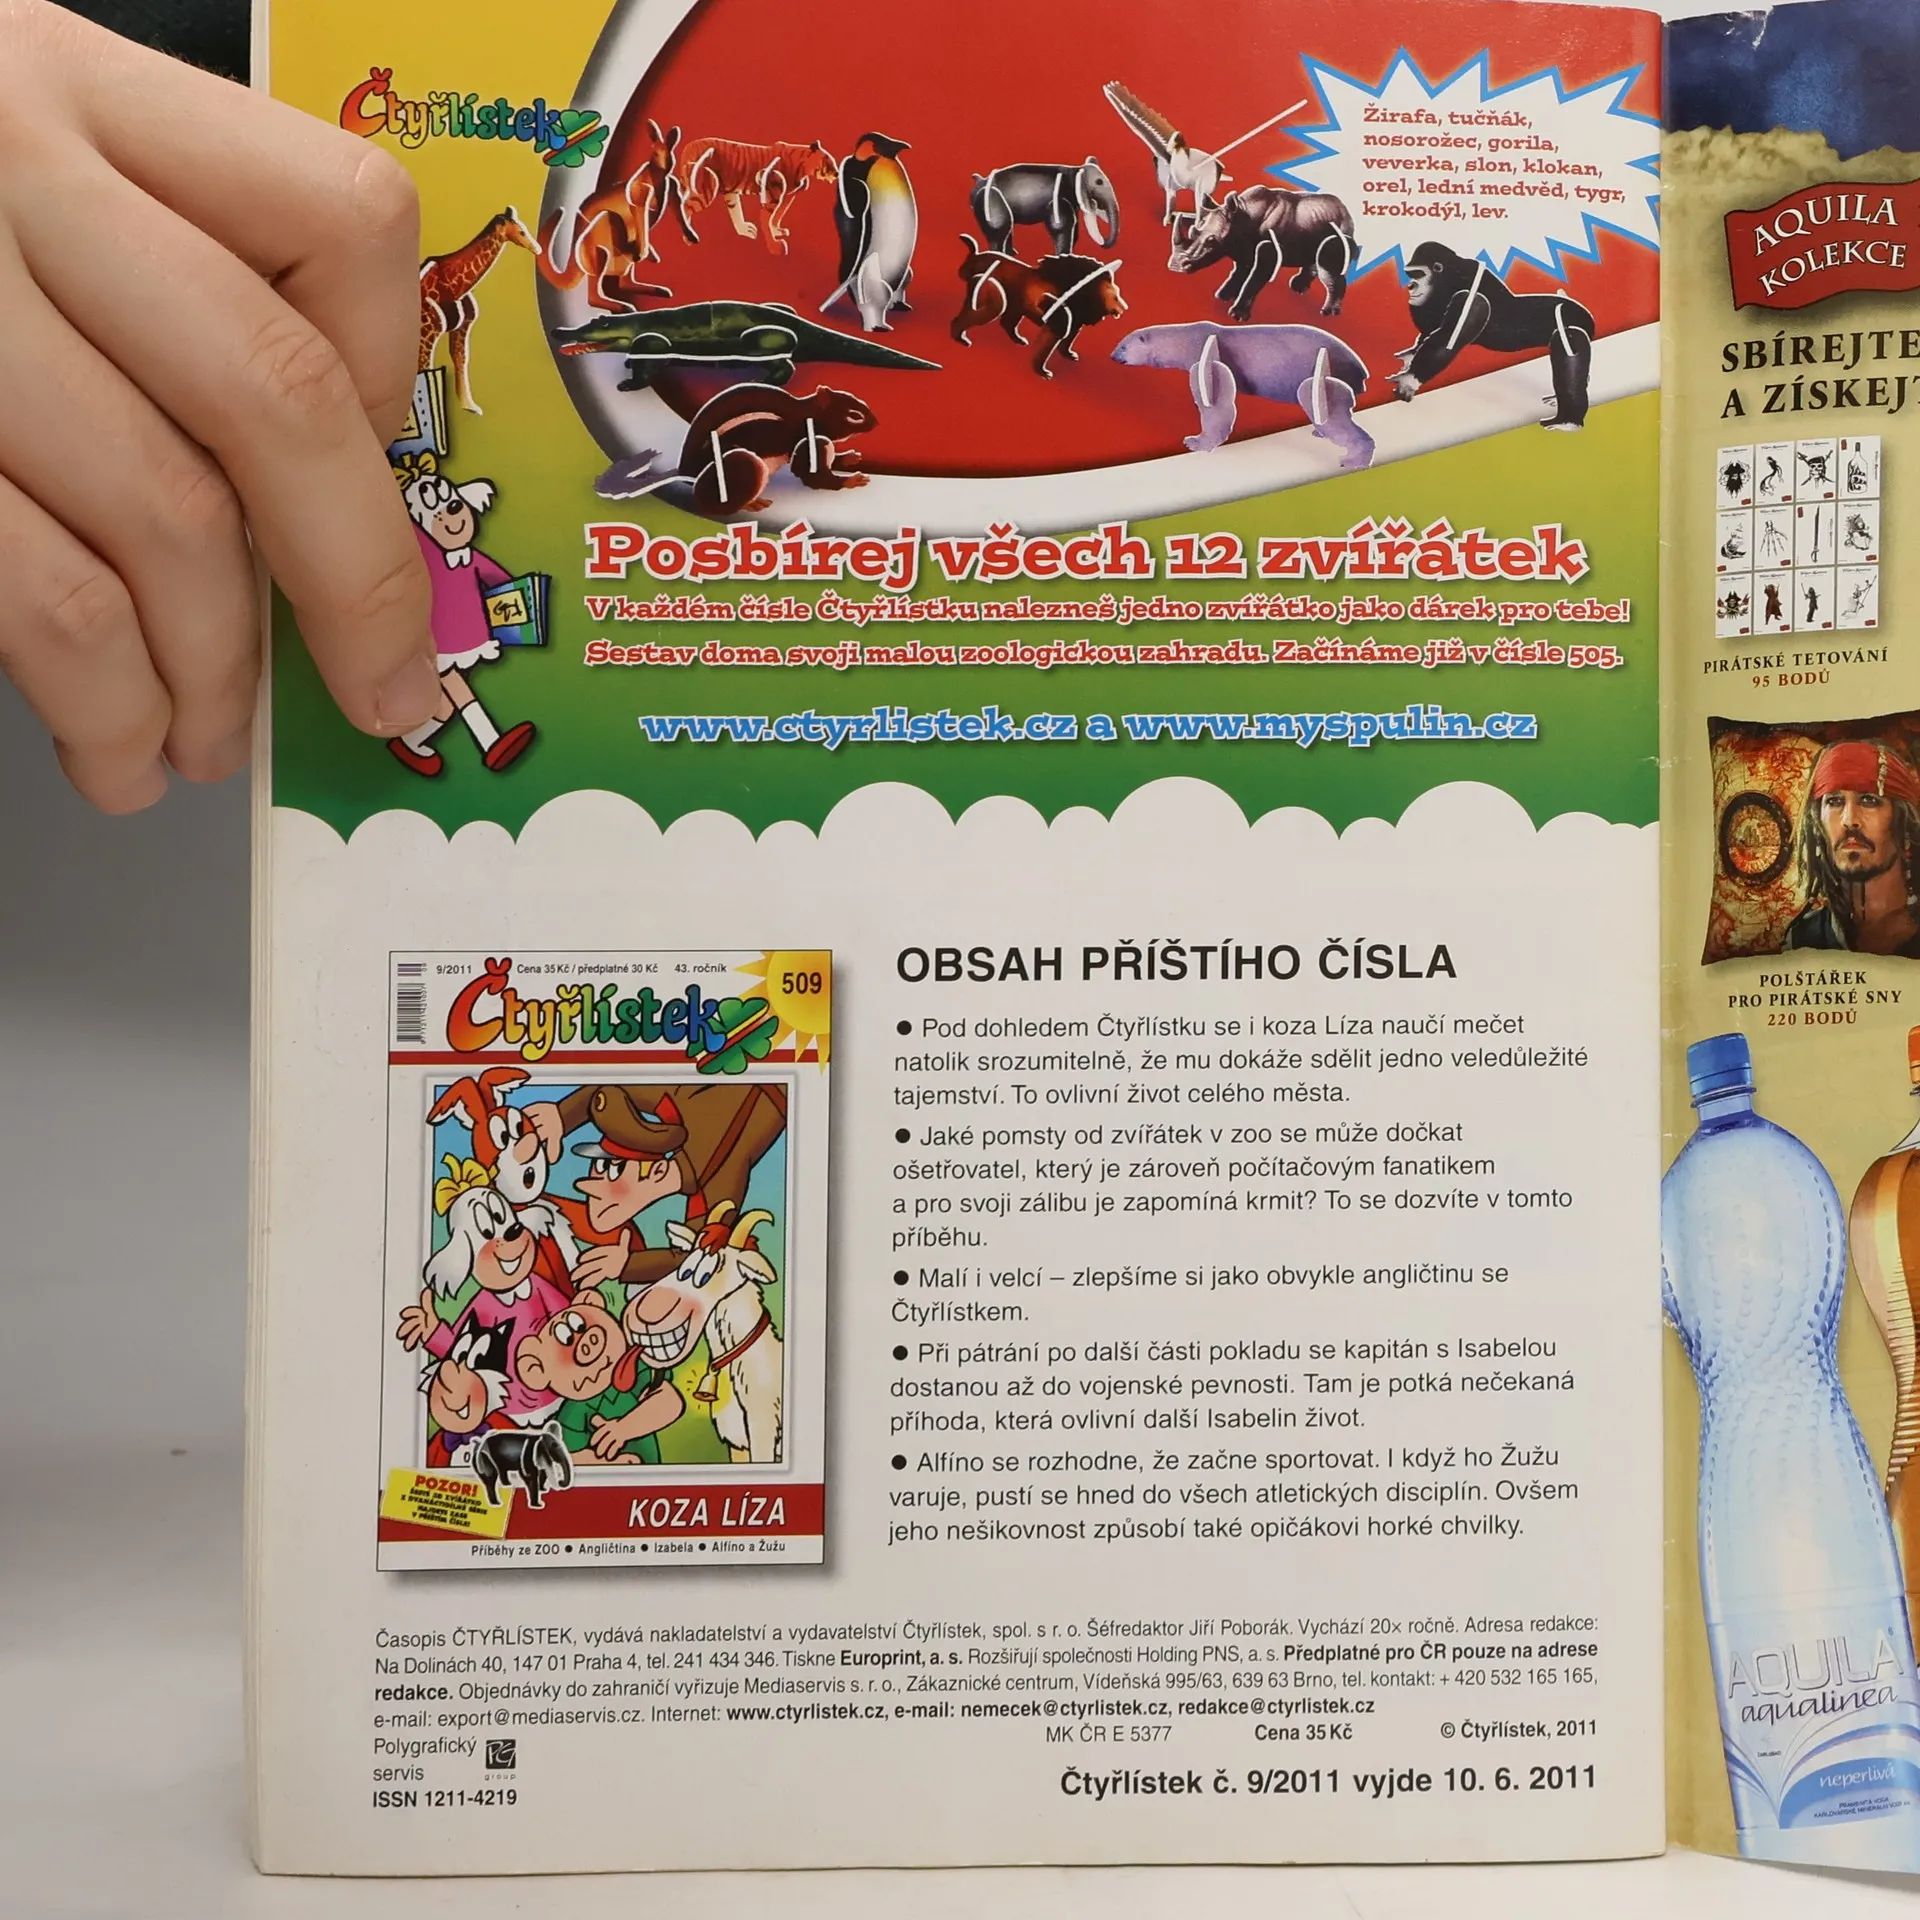 Čtyřlístek
Žirafa, tučňák,
nosorožec, gorila,
veverka, slon, klokan,
orel, lední medvěd, tygr,
krokodýl, lev.
Posbírej všech 12 zvířátek
V každém čísle Čtyřlístku nalezneš jedno zvířátko jako dárek pro tebe!
Sestav doma svoji malou zoologickou zahradu. Začínáme již v čísle 505.
www.ctyrlistek.cz a www.myspulin.cz
9/2011 Cena 35 Kč / předplatné 30 Kč 43. ročník
509
Čtyřlístek
POZOR!
KOZA LÍZA
Příběhy ze ZOO ● Angličtina ● Izabela ● Alfíno a Žužu
OBSAH PŘÍŠTÍHO ČÍSLA
● Pod dohledem Čtyřlístku se i koza Líza naučí mečet
natolik srozumitelně, že mu dokáže sdělit jedno veledůležité
tajemství. To ovlivní život celého města.
● Jaké pomsty od zvířátek v zoo se může dočkat
ošetřovatel, který je zároveň počítačovým fanatikem
a pro svoji zálibu je zapomíná krmit? To se dozvíte v tomto
příběhu.
● Malí i velcí – zlepšíme si jako obvykle angličtinu se
Čtyřlístkem.
● Při pátrání po další části pokladu se kapitán s Isabelou
dostanou až do vojenské pevnosti. Tam je potká nečekaná
příhoda, která ovlivní další Isabelin život.
● Alfíno se rozhodne, že začne sportovat. I když ho Žužu
varuje, pustí se hned do všech atletických disciplín. Ovšem
jeho nešikovnost způsobí také opičákovi horké chvilky.
Časopis ČTYŘLÍSTEK, vydává nakladatelství a vydavatelství Čtyřlístek, spol. s r. o. Šéfredaktor Jiří Poborák. Vychází 20× ročně. Adresa redakce:
Na Dolinách 40, 147 01 Praha 4, tel. 241 434 346. Tiskne Europrint, a. s. Rozšiřují společnosti Holding PNS, a. s. Předplatné pro ČR pouze na adrese
redakce. Objednávky do zahraničí vyřizuje Mediaservis s. r. o., Zákaznické centrum, Vídeňská 995/63, 639 63 Brno, tel. kontakt: + 420 532 165 165,
e-mail: export@mediaservis.cz. Internet: www.ctyrlistek.cz, e-mail: nemecek@ctyrlistek.cz, redakce@ctyrlistek.cz
MK ČR E 5377 Cena 35 Kč © Čtyřlístek, 2011
Polygrafický
servis
PG
group
ISSN 1211-4219
Čtyřlístek č. 9/2011 vyjde 10. 6. 2011
AQUILA
KOLEKCE
SBÍREJTE
A ZÍSKEJT
PIRÁTSKÉ TETOVÁNÍ
95 BODŮ
POLŠTÁŘEK
PRO PIRÁTSKÉ SNY
220 BODŮ
AQUILA
aqualinea
neperlivá